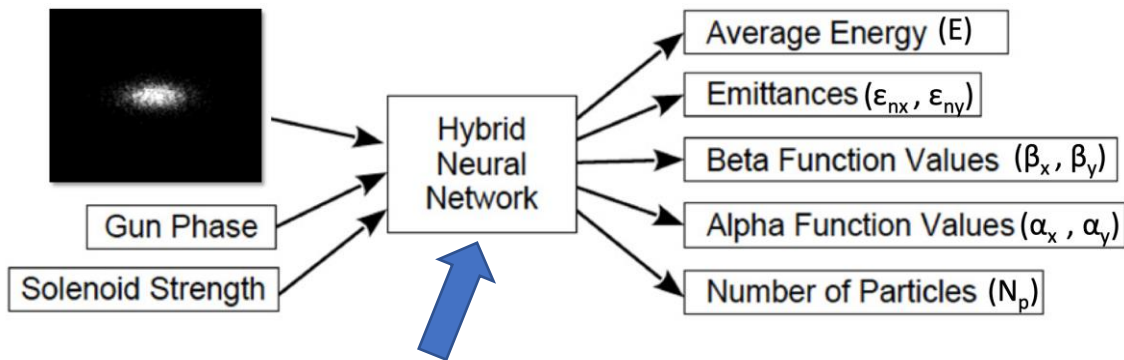 Gun Phase
Solenoid Strength
Hybrid
Neural
Network
Average Energy (E)
Emittances (εnx , εny)
Beta Function Values (βx , βy)
Alpha Function Values (αx , αy)
Number of Particles (Np)